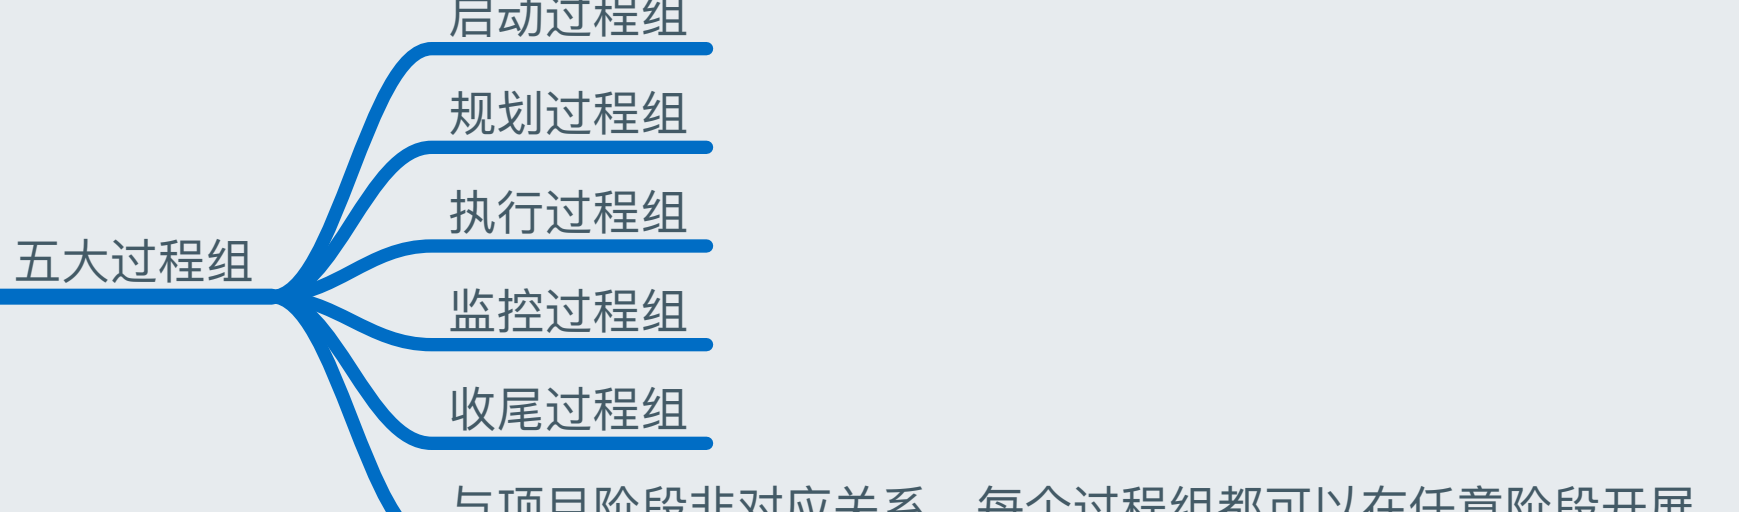 启动过程组
规划过程组
执行过程组
五大过程组
监控过程组
收尾过程组
与项目阶段非对应关系，每个过程组都可以在任意阶段开展